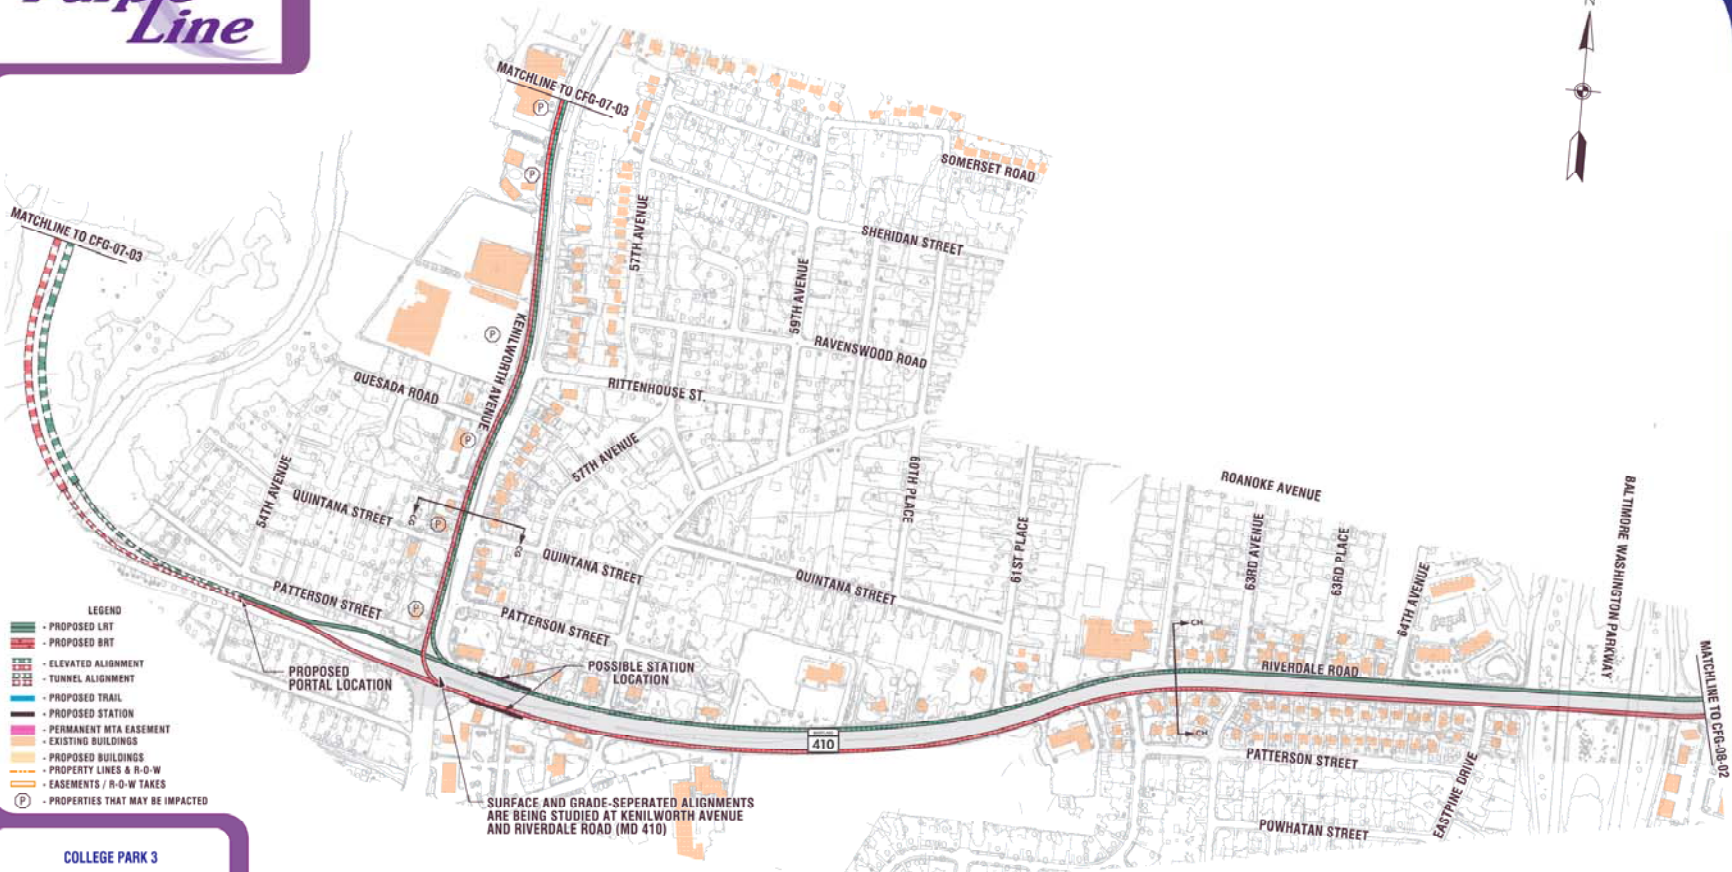 Line
N
MATCHLINE TO CFG-07-03
MATCHLINE TO CFG-07-03
SOMERSET ROAD
57TH AVENUE
SHERIDAN STREET
59TH AVENUE
KENILWORTH AVENUE
RAVENSWOOD ROAD
QUESADA ROAD
RITTENHOUSE ST.
57TH AVENUE
54TH AVENUE
QUINTANA STREET
60TH PLACE
ROANOKE AVENUE
BALTIMORE WASHINGTON PARKWAY
61ST PLACE
63RD AVENUE
63RD PLACE
64TH AVENUE
CG
CG
QUINTANA STREET
QUINTANA STREET
PATTERSON STREET
PATTERSON STREET
P
P
P
P
P
P
CH
CH
RIVERDALE ROAD
MATCHLINE TO CFG-08-02
PROPOSED
PORTAL LOCATION
POSSIBLE STATION
LOCATION
410
PATTERSON STREET
EASTPINE DRIVE
POWHATAN STREET
SURFACE AND GRADE-SEPERATED ALIGNMENTS
ARE BEING STUDIED AT KENILWORTH AVENUE
AND RIVERDALE ROAD (MD 410)
LEGEND
- PROPOSED LRT
- PROPOSED BRT
- ELEVATED ALIGNMENT
- TUNNEL ALIGNMENT
- PROPOSED TRAIL
- PROPOSED STATION
- PERMANENT MTA EASEMENT
- EXISTING BUILDINGS
- PROPOSED BUILDINGS
- PROPERTY LINES & R-O-W
- EASEMENTS / R-O-W TAKES
P - PROPERTIES THAT MAY BE IMPACTED
COLLEGE PARK 3